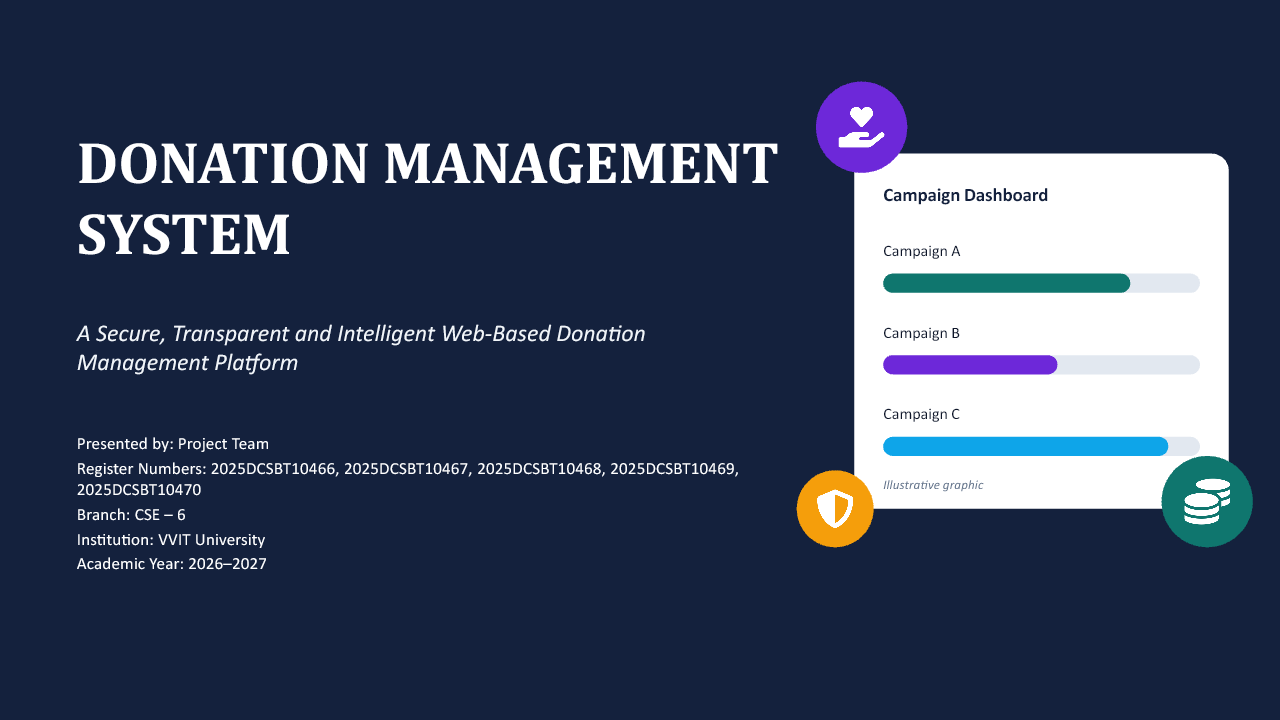 DONATION MANAGEMENT
SYSTEM
A Secure, Transparent and Intelligent Web-Based Donation
Management Platform
Presented by: Project Team
Register Numbers: 2025DCSBT10466, 2025DCSBT10467, 2025DCSBT10468, 2025DCSBT10469,
2025DCSBT10470
Branch: CSE – 6
Institution: VVIT University
Academic Year: 2026–2027
Campaign Dashboard
Campaign A
Campaign B
Campaign C
Illustrative graphic